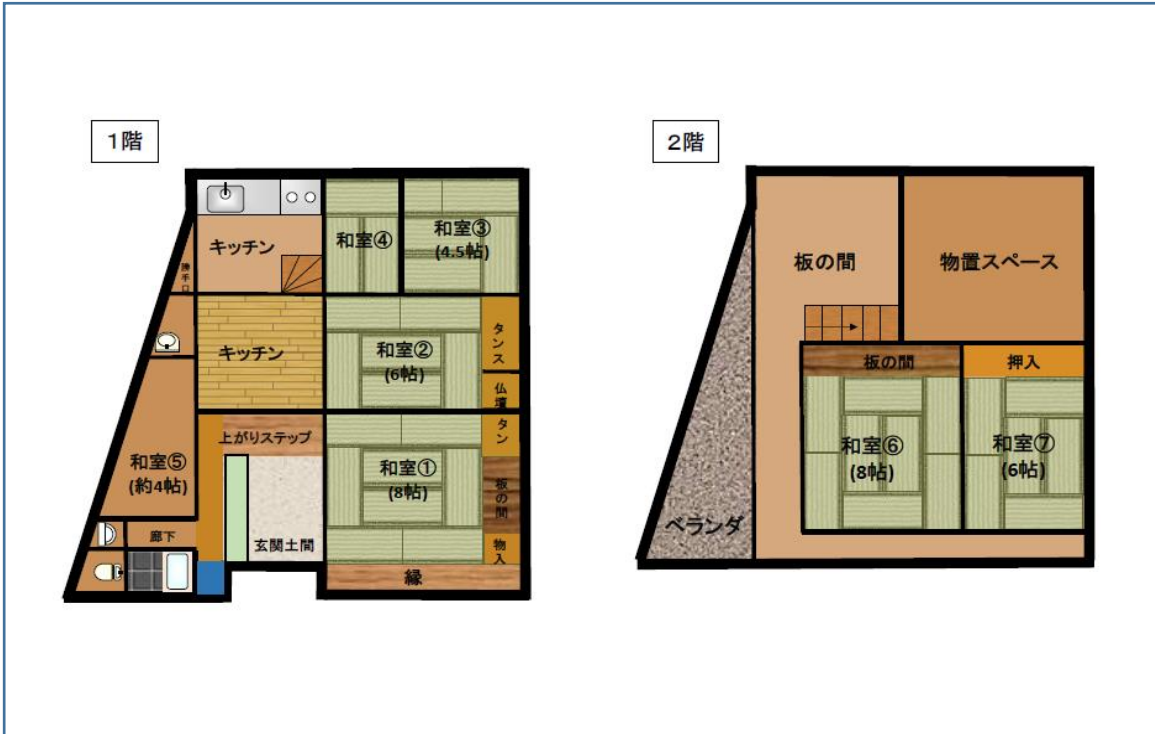 1階
2階
キッチン
和室④
和室③
(4.5帖)
勝手口
キッチン
和室②
(6帖)
タンス
仏壇
上がりステップ
和室①
(8帖)
タン
板の間
物入
和室⑤
(約4帖)
廊下
玄関土間
縁
板の間
物置スペース
板の間
押入
和室⑥
(8帖)
和室⑦
(6帖)
ベランダ